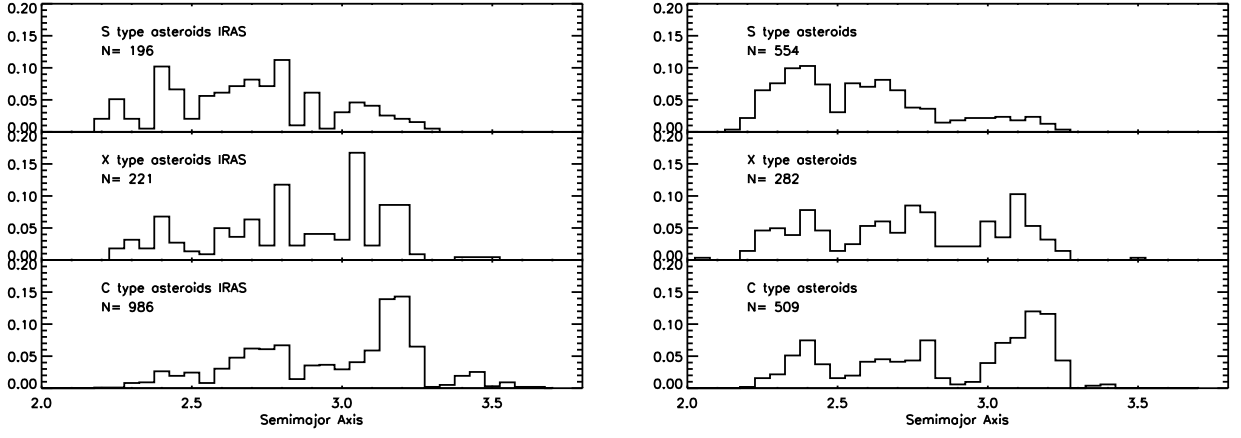 0.20
0.15
0.10
0.05
0.00
S type asteroids IRAS
N= 196
0.20
0.15
0.10
0.05
0.00
X type asteroids IRAS
N= 221
0.20
0.15
0.10
0.05
0.00
C type asteroids IRAS
N= 986
2.0 2.5 3.0 3.5
Semimajor Axis
0.20
0.15
0.10
0.05
0.00
S type asteroids
N= 554
0.20
0.15
0.10
0.05
0.00
X type asteroids
N= 282
0.20
0.15
0.10
0.05
0.00
C type asteroids
N= 509
2.0 2.5 3.0 3.5
Semimajor Axis